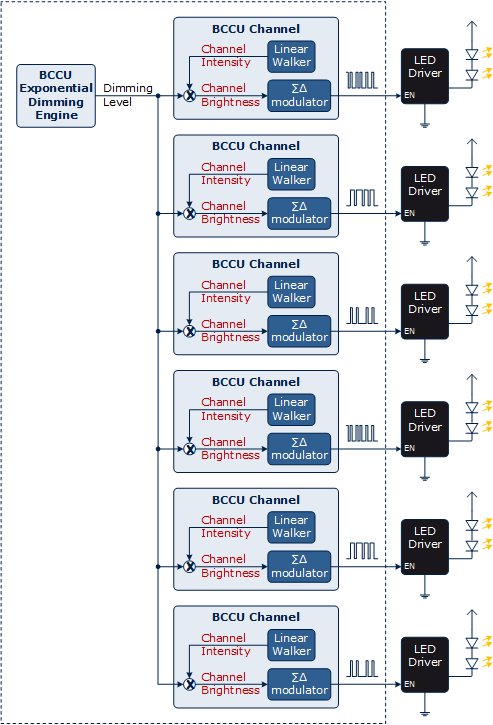 BCCU
Exponential
Dimming
Engine
Dimming
Level
BCCU Channel
Channel
Intensity
Linear
Walker
X
Channel
Brightness
ΣΔ
modulator
LED
Driver
EN
BCCU Channel
Channel
Intensity
Linear
Walker
X
Channel
Brightness
ΣΔ
modulator
LED
Driver
EN
BCCU Channel
Channel
Intensity
Linear
Walker
X
Channel
Brightness
ΣΔ
modulator
LED
Driver
EN
BCCU Channel
Channel
Intensity
Linear
Walker
X
Channel
Brightness
ΣΔ
modulator
LED
Driver
EN
BCCU Channel
Channel
Intensity
Linear
Walker
X
Channel
Brightness
ΣΔ
modulator
LED
Driver
EN
BCCU Channel
Channel
Intensity
Linear
Walker
X
Channel
Brightness
ΣΔ
modulator
LED
Driver
EN